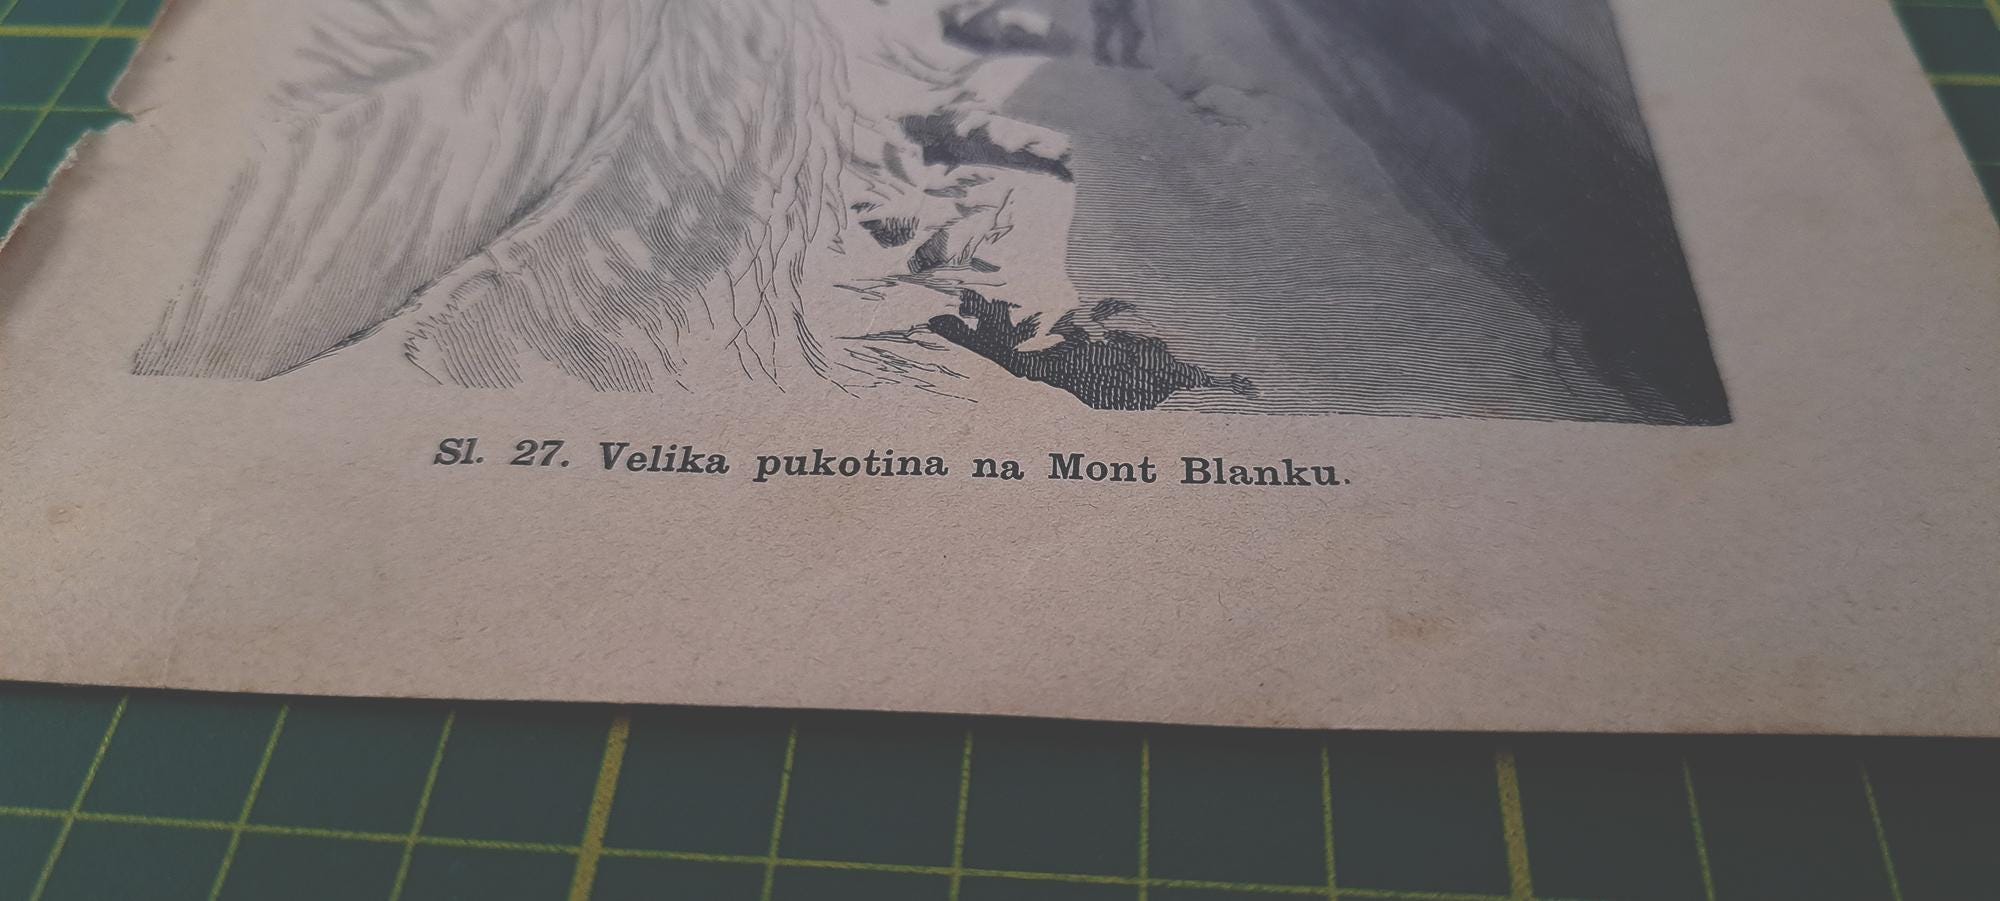 Sl. 27. Velika pukotina na Mont Blanku.